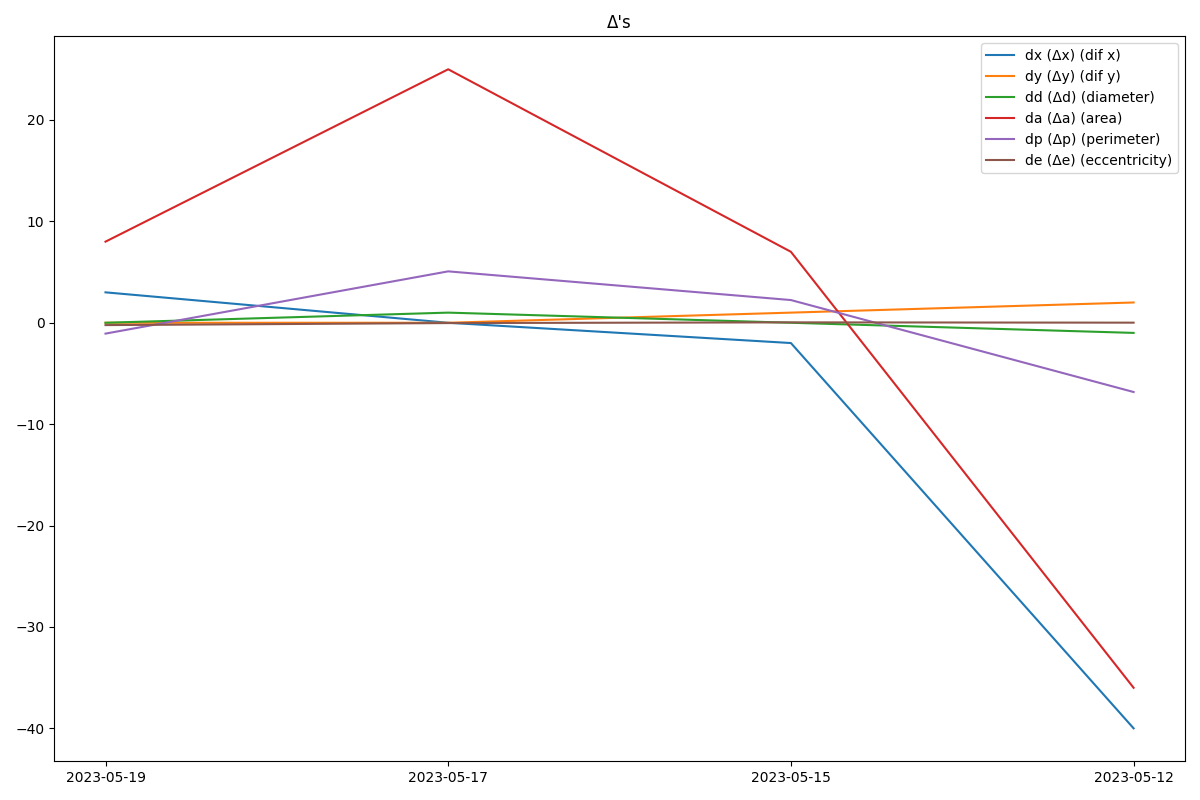 Δ's
dx (Δx) (dif x)
dy (Δy) (dif y)
dd (Δd) (diameter)
da (Δa) (area)
dp (Δp) (perimeter)
de (Δe) (eccentricity)
20
10
0
−10
−20
−30
−40
2023-05-19 2023-05-17 2023-05-15 2023-05-12